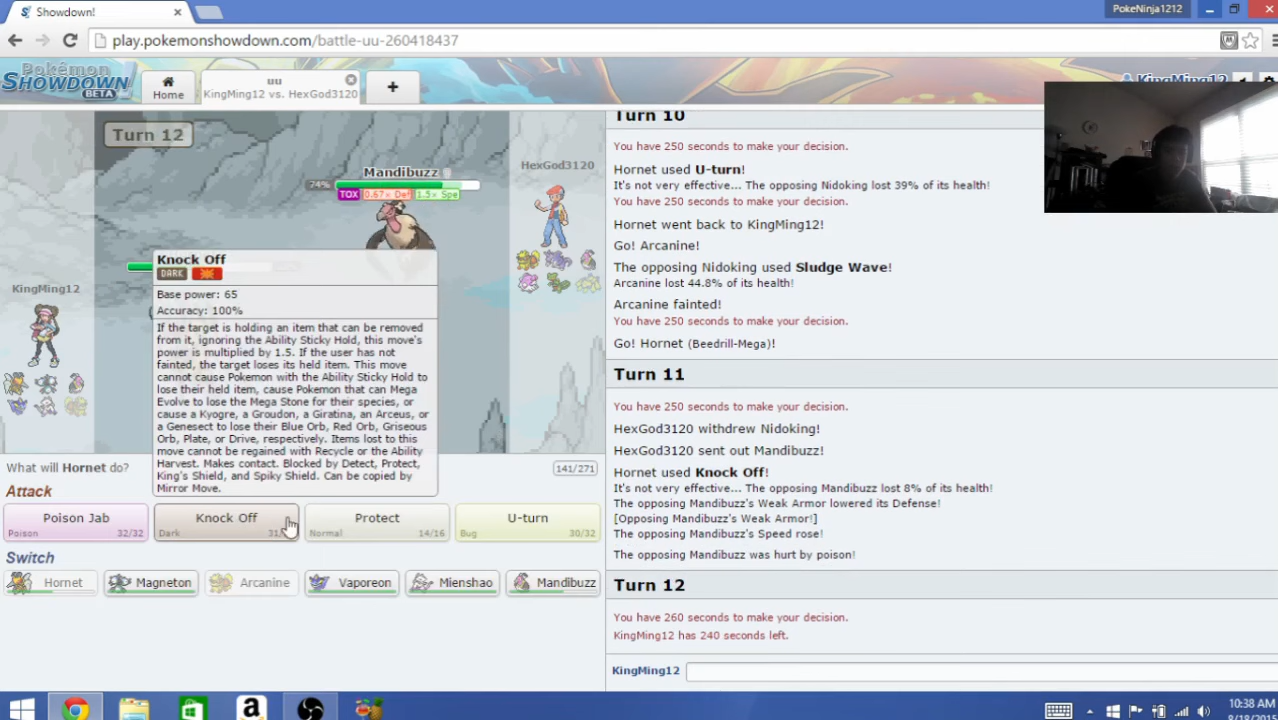 Showdown!
PokeNinja1212
play.pokemonshowdown.com/battle-uu-260418437
Pokémon
SHOWDOWN
BETA
Home
uu
KingMing12 vs. HexGod3120
+
KingMing12
Turn 12
Mandibuzz
74%
TOX 0.67× Def 1.5× Spe
HexGod3120
KingMing12
Knock Off
DARK
Base power: 65
Accuracy: 100%
If the target is holding an item that can be removed
from it, ignoring the Ability Sticky Hold, this move's
power is multiplied by 1.5. If the user has not
fainted, the target loses its held item. This move
cannot cause Pokemon with the Ability Sticky Hold to
lose their held item, cause Pokemon that can Mega
Evolve to lose the Mega Stone for their species, or
cause a Kyogre, a Groudon, a Giratina, an Arceus, or
a Genesect to lose their Blue Orb, Red Orb, Griseous
Orb, Plate, or Drive, respectively. Items lost to this
move cannot be regained with Recycle or the Ability
Harvest. Makes contact. Blocked by Detect, Protect,
King's Shield, and Spiky Shield. Can be copied by
Mirror Move.
What will Hornet do?
141/271
Attack
Poison Jab
Poison 32/32
Knock Off
Dark
Protect
Normal 14/16
U-turn
Bug 30/32
Switch
Hornet
Magneton
Arcanine
Vaporeon
Mienshao
Mandibuzz
Turn 10
You have 250 seconds to make your decision.
Hornet used U-turn!
It's not very effective... The opposing Nidoking lost 39% of its health!
You have 250 seconds to make your decision.
Hornet went back to KingMing12!
Go! Arcanine!
The opposing Nidoking used Sludge Wave!
Arcanine lost 44.8% of its health!
Arcanine fainted!
You have 250 seconds to make your decision.
Go! Hornet (Beedrill-Mega)!
Turn 11
You have 250 seconds to make your decision.
HexGod3120 withdrew Nidoking!
HexGod3120 sent out Mandibuzz!
Hornet used Knock Off!
It's not very effective... The opposing Mandibuzz lost 8% of its health!
The opposing Mandibuzz's Weak Armor lowered its Defense!
[Opposing Mandibuzz's Weak Armor!]
The opposing Mandibuzz's Speed rose!
The opposing Mandibuzz was hurt by poison!
Turn 12
You have 260 seconds to make your decision.
KingMing12 has 240 seconds left.
KingMing12
10:38 AM